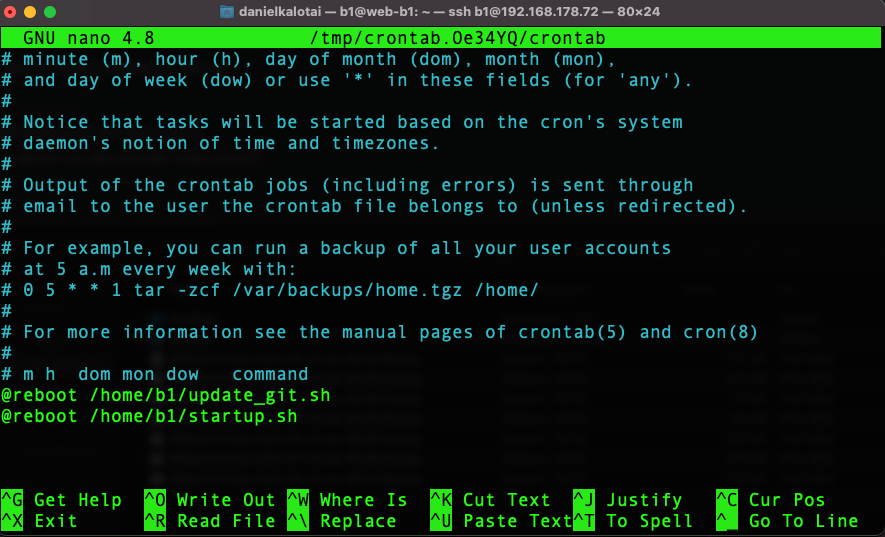 danielkalotai — b1@web-b1: ~ — ssh b1@192.168.178.72 — 80×24
GNU nano 4.8 /tmp/crontab.Oe34YQ/crontab
# minute (m), hour (h), day of month (dom), month (mon),
# and day of week (dow) or use '*' in these fields (for 'any').
#
# Notice that tasks will be started based on the cron's system
# daemon's notion of time and timezones.
#
# Output of the crontab jobs (including errors) is sent through
# email to the user the crontab file belongs to (unless redirected).
#
# For example, you can run a backup of all your user accounts
# at 5 a.m every week with:
# 0 5 * * 1 tar -zcf /var/backups/home.tgz /home/
#
# For more information see the manual pages of crontab(5) and cron(8)
#
# m h  dom mon dow   command
@reboot /home/b1/update_git.sh
@reboot /home/b1/startup.sh
^G Get Help ^O Write Out ^W Where Is ^K Cut Text ^J Justify ^C Cur Pos
^X Exit ^R Read File ^\ Replace ^U Paste Text ^T To Spell ^_ Go To Line